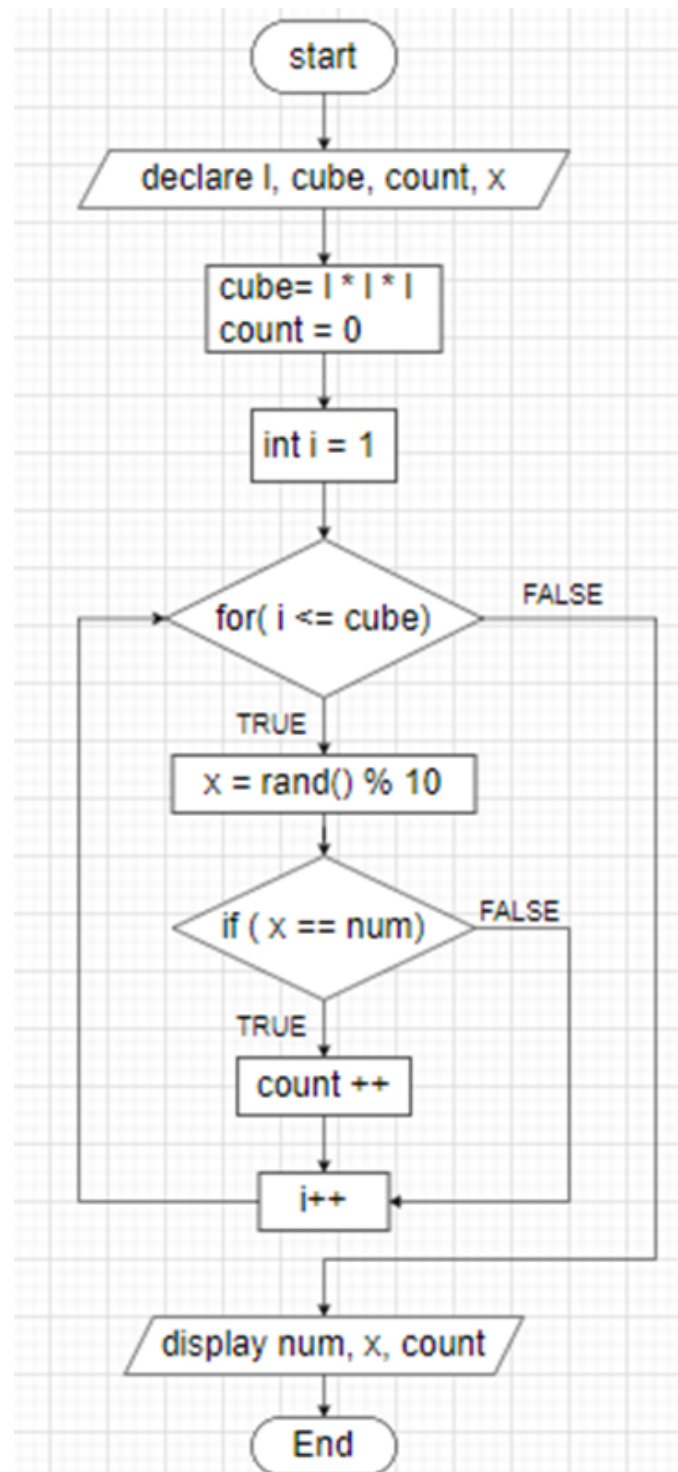 start
declare l, cube, count, x
cube= l * l * l
count = 0
int i = 1
for( i <= cube)
FALSE
TRUE
x = rand() % 10
if ( x == num)
FALSE
TRUE
count ++
i++
display num, x, count
End